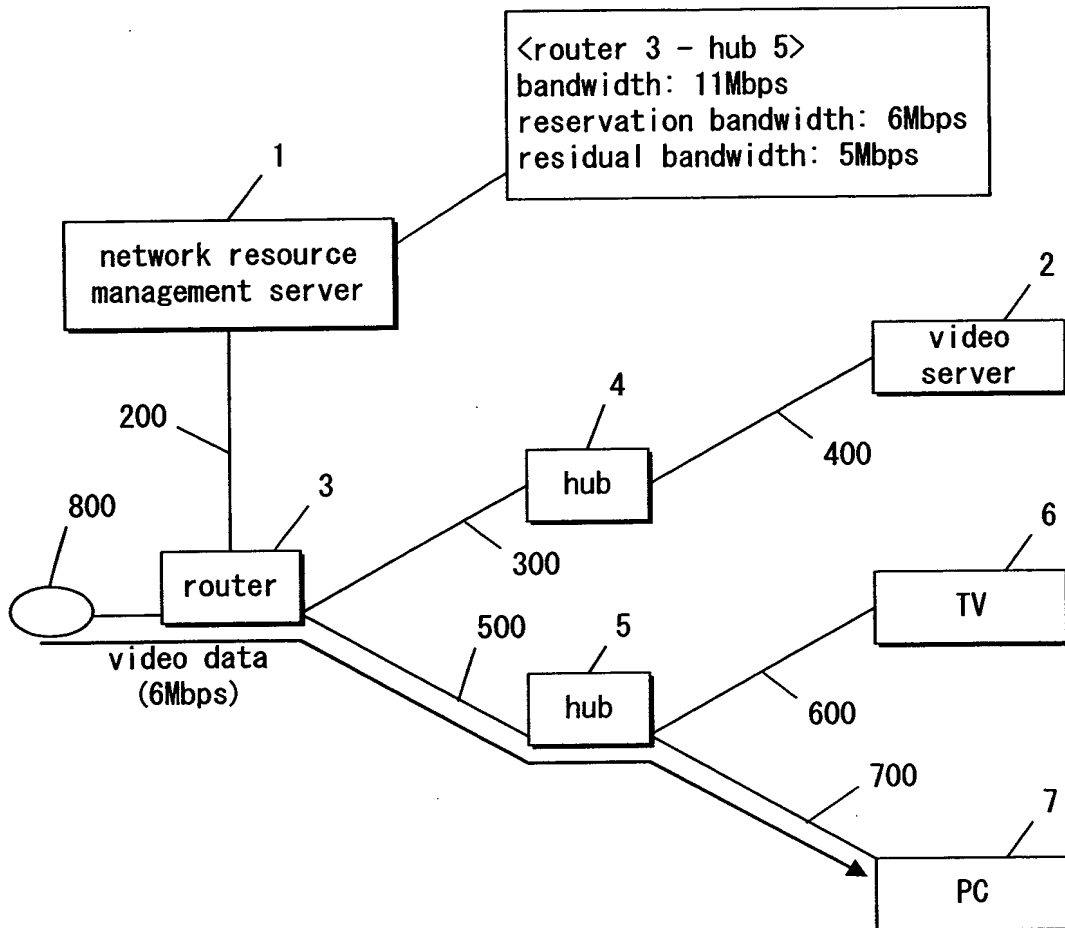 <router 3 - hub 5>
bandwidth: 11Mbps
reservation bandwidth: 6Mbps
residual bandwidth: 5Mbps
1
network resource
management server
2
video
server
4
200
hub
400
3
800
300
6
router
TV
500
5
video data
(6Mbps)
hub
600
700
7
PC